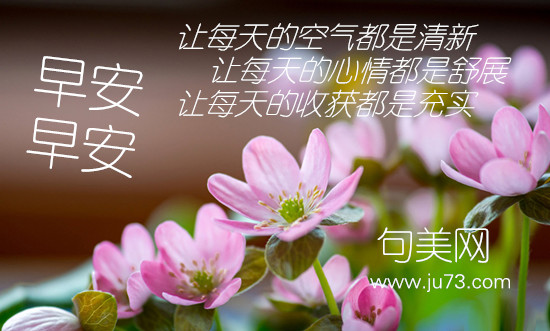 让每天的空气都是清新
让每天的心情都是舒展
让每天的收获都是充实
早安
早安
句美网
www.ju73.com